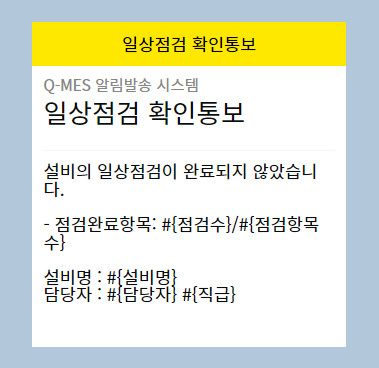 일상점검 확인통보
Q-MES 알림발송 시스템
일상점검 확인통보
설비의 일상점검이 완료되지 않았습니
다.
- 점검완료항목: #{점검수}/#{점검항목
수}
설비명 : #{설비명}
담당자 : #{담당자} #{직급}